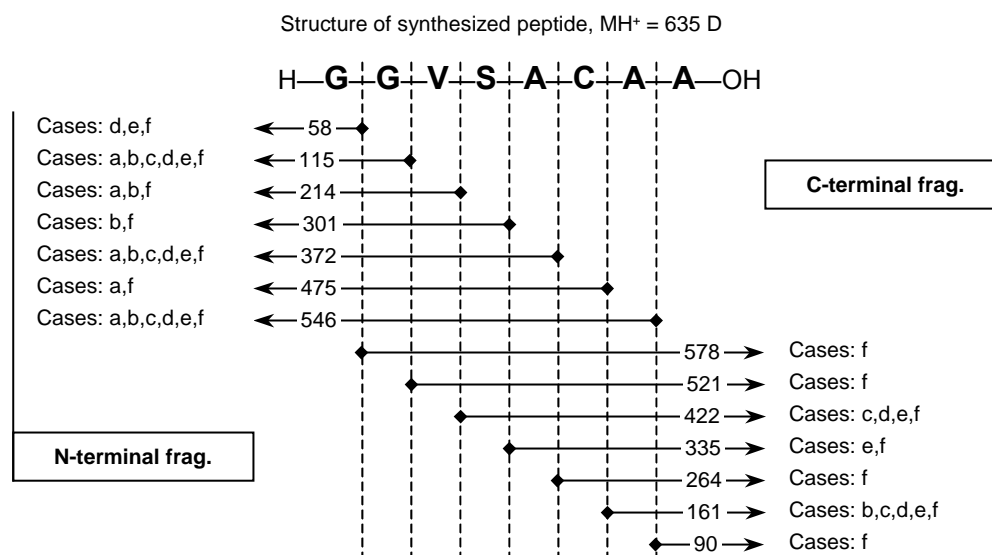 Structure of synthesized peptide, MH+ = 635 D
H—G—G—V—S—A—C—A—A—OH
Cases: d,e,f 58
Cases: a,b,c,d,e,f 115
Cases: a,b,f 214
C-terminal frag.
Cases: b,f 301
Cases: a,b,c,d,e,f 372
Cases: a,f 475
Cases: a,b,c,d,e,f 546
578 Cases: f
521 Cases: f
422 Cases: c,d,e,f
N-terminal frag.
335 Cases: e,f
264 Cases: f
161 Cases: b,c,d,e,f
90 Cases: f